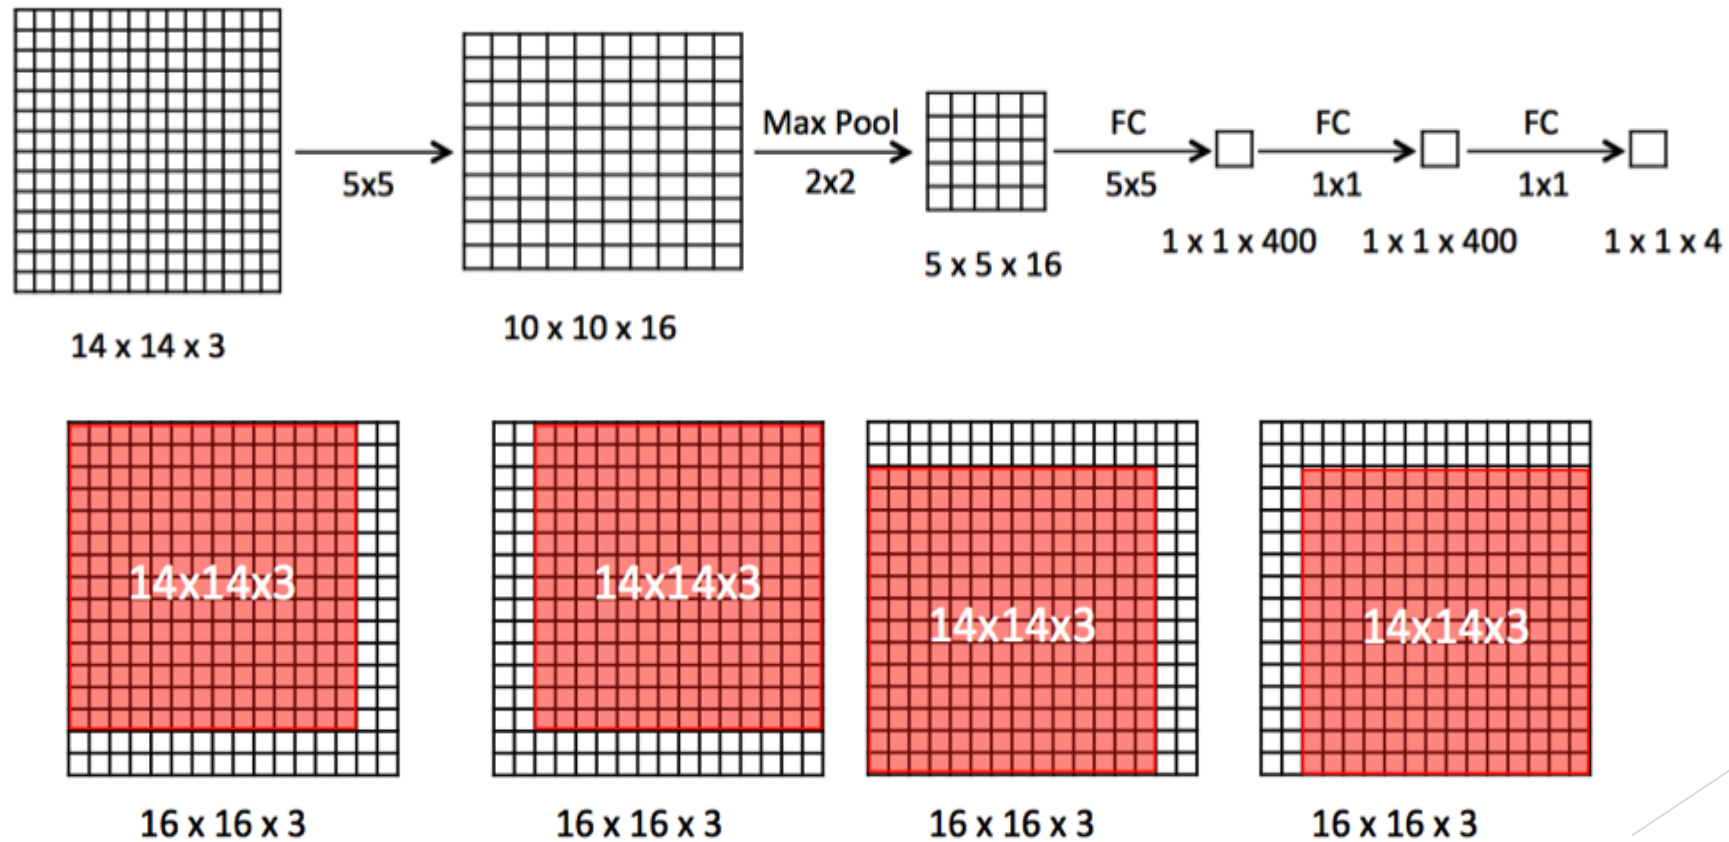 Max Pool
FC
FC
FC
5x5
2x2
5x5
1x1
1x1
14 x 14 x 3
10 x 10 x 16
5 x 5 x 16
1 x 1 x 400
1 x 1 x 400
1 x 1 x 4
14x14x3
14x14x3
14x14x3
14x14x3
16 x 16 x 3
16 x 16 x 3
16 x 16 x 3
16 x 16 x 3